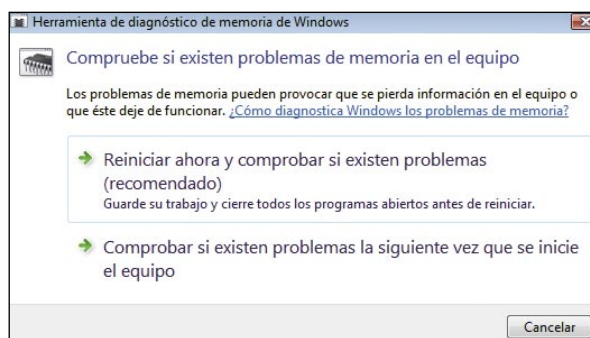 Herramienta de diagnóstico de memoria de Windows
Compruebe si existen problemas de memoria en el equipo
Los problemas de memoria pueden provocar que se pierda información en el equipo o
que éste deje de funcionar. ¿Cómo diagnostica Windows los problemas de memoria?
Reiniciar ahora y comprobar si existen problemas
(recomendado)
Guarde su trabajo y cierre todos los programas abiertos antes de reiniciar.
Comprobar si existen problemas la siguiente vez que se inicie
el equipo
Cancelar